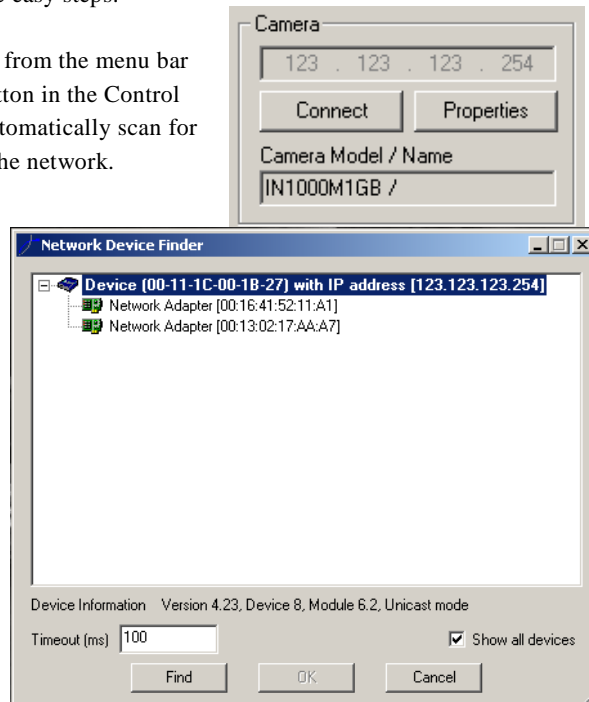 easy steps.
from the menu bar
tton in the Control
tomatically scan for
he network.
Camera
123 . 123 . 123 . 254
Connect Properties
Camera Model / Name
IN1000M1GB /
Network Device Finder
Device (00-11-1C-00-1B-27) with IP address [123.123.123.254]
Network Adapter [00:16:41:52:11:A1]
Network Adapter [00:13:02:17:AA:A7]
Device Information Version 4.23, Device 8, Module 6.2, Unicast mode
Timeout (ms) 100 Show all devices
Find OK Cancel